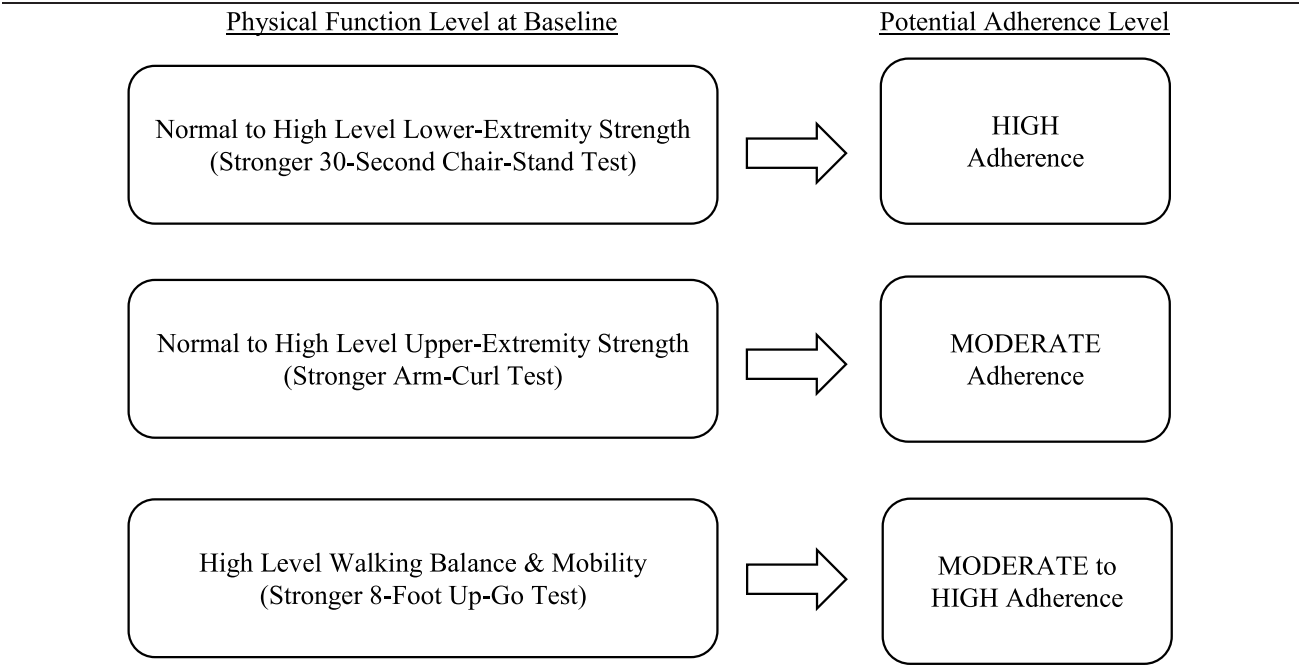 Physical Function Level at Baseline
Potential Adherence Level
Normal to High Level Lower-Extremity Strength
(Stronger 30-Second Chair-Stand Test)
HIGH
Adherence
Normal to High Level Upper-Extremity Strength
(Stronger Arm-Curl Test)
MODERATE
Adherence
High Level Walking Balance & Mobility
(Stronger 8-Foot Up-Go Test)
MODERATE to
HIGH Adherence